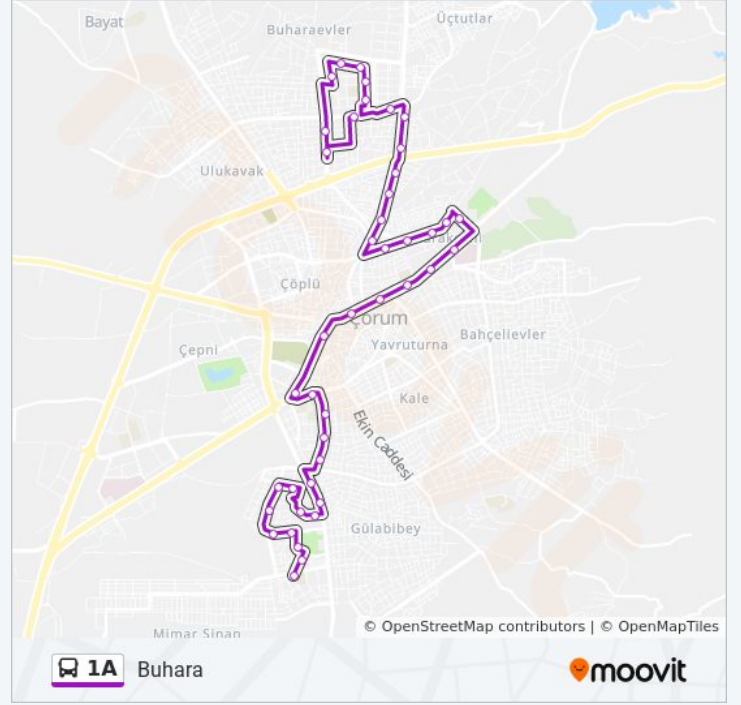 Bayat
Üçtutlar
Buharaevler
Ulukavak
Çöplü
Çorum
Bahçelievler
Yavruturna
Çepni
Kale
Ekin Caddesi
Gülabibey
© OpenStreetMap contributors | © OpenMapTiles
Mimar Sinan
1A Buhara
moovit